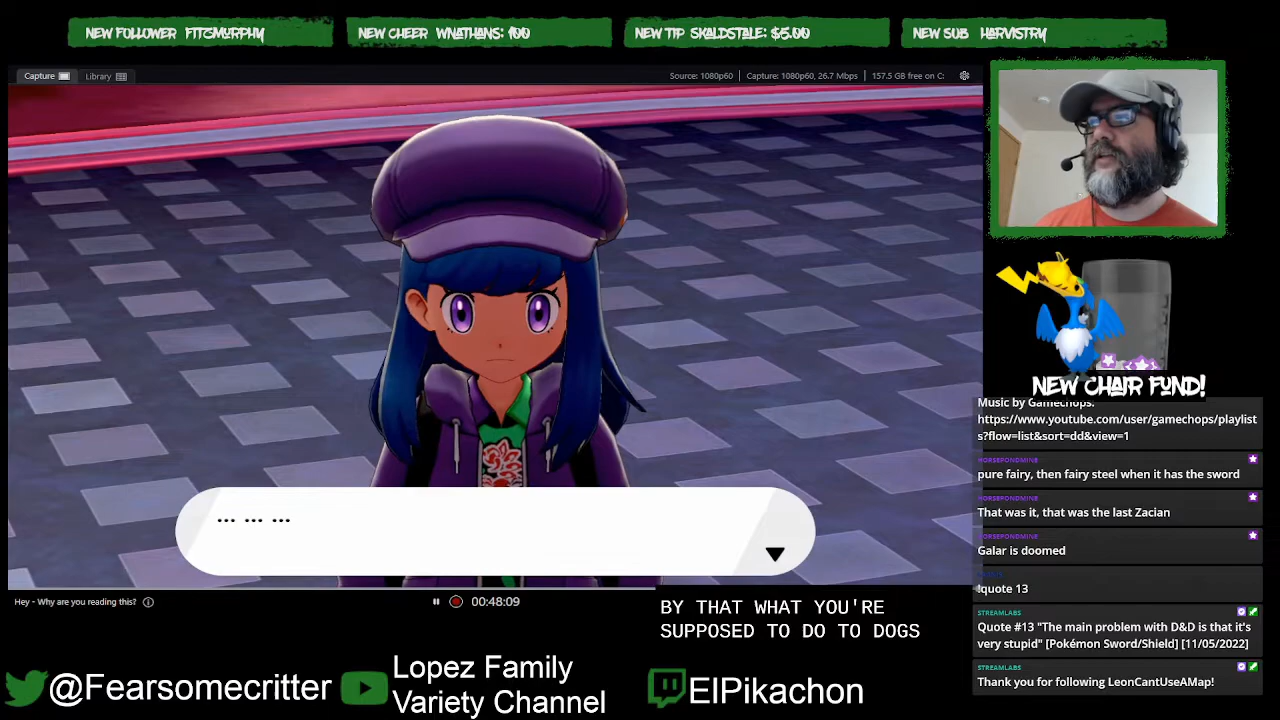 NEW FOLLOWER FITZMORPHY
NEW CHEER WNATHANS: 100
NEW TIP SKALDSTALE: $5.00
NEW SUB HARVISTRY
Capture
Library
Source: 1080p60
Capture: 1080p60, 26.7 Mbps
157.5 GB free on C:
... ... ...
NEW CHAIR FUND!
Music by Gamechops:
https://www.youtube.com/user/gamechops/playlist
s?flow=list&sort=dd&view=1
HORSEPONDMINE
pure fairy, then fairy steel when it has the sword
HORSEPONDMINE
That was it, that was the last Zacian
HORSEPONDMINE
Galar is doomed
!quote 13
STREAMLABS
Quote #13 "The main problem with D&D is that it's
very stupid" [Pokémon Sword/Shield] [11/05/2022]
STREAMLABS
Thank you for following LeonCantUseAMap!
Hey - Why are you reading this?
00:48:09
BY THAT WHAT YOU'RE
SUPPOSED TO DO TO DOGS
@Fearsomecritter
Lopez Family
Variety Channel
ElPikachon